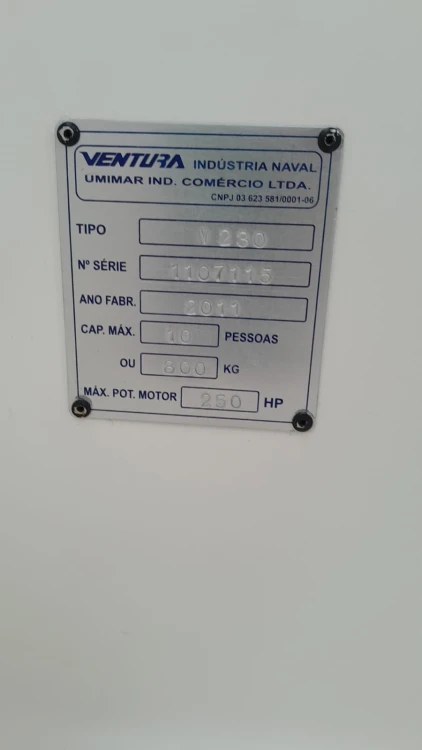 VENTURA INDÚSTRIA NAVAL
UMIMAR IND. COMÉRCIO LTDA.
CNPJ 03 623 581/0001-06
TIPO V 230
Nº SÉRIE 1107115
ANO FABR. 2011
CAP. MÁX. 10 PESSOAS
OU 800 KG
MÁX. POT. MOTOR 250 HP